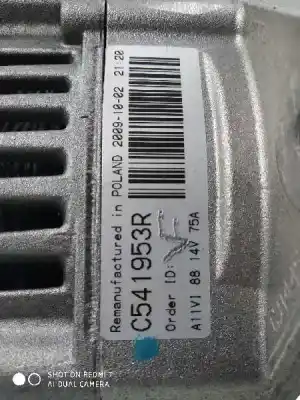 Remanufactured in POLAND 2009-10-02 21:20
C541953R
Order ID:
A11VI 88 14V 75A
SHOT ON REDMI 7
AI DUAL CAMERA